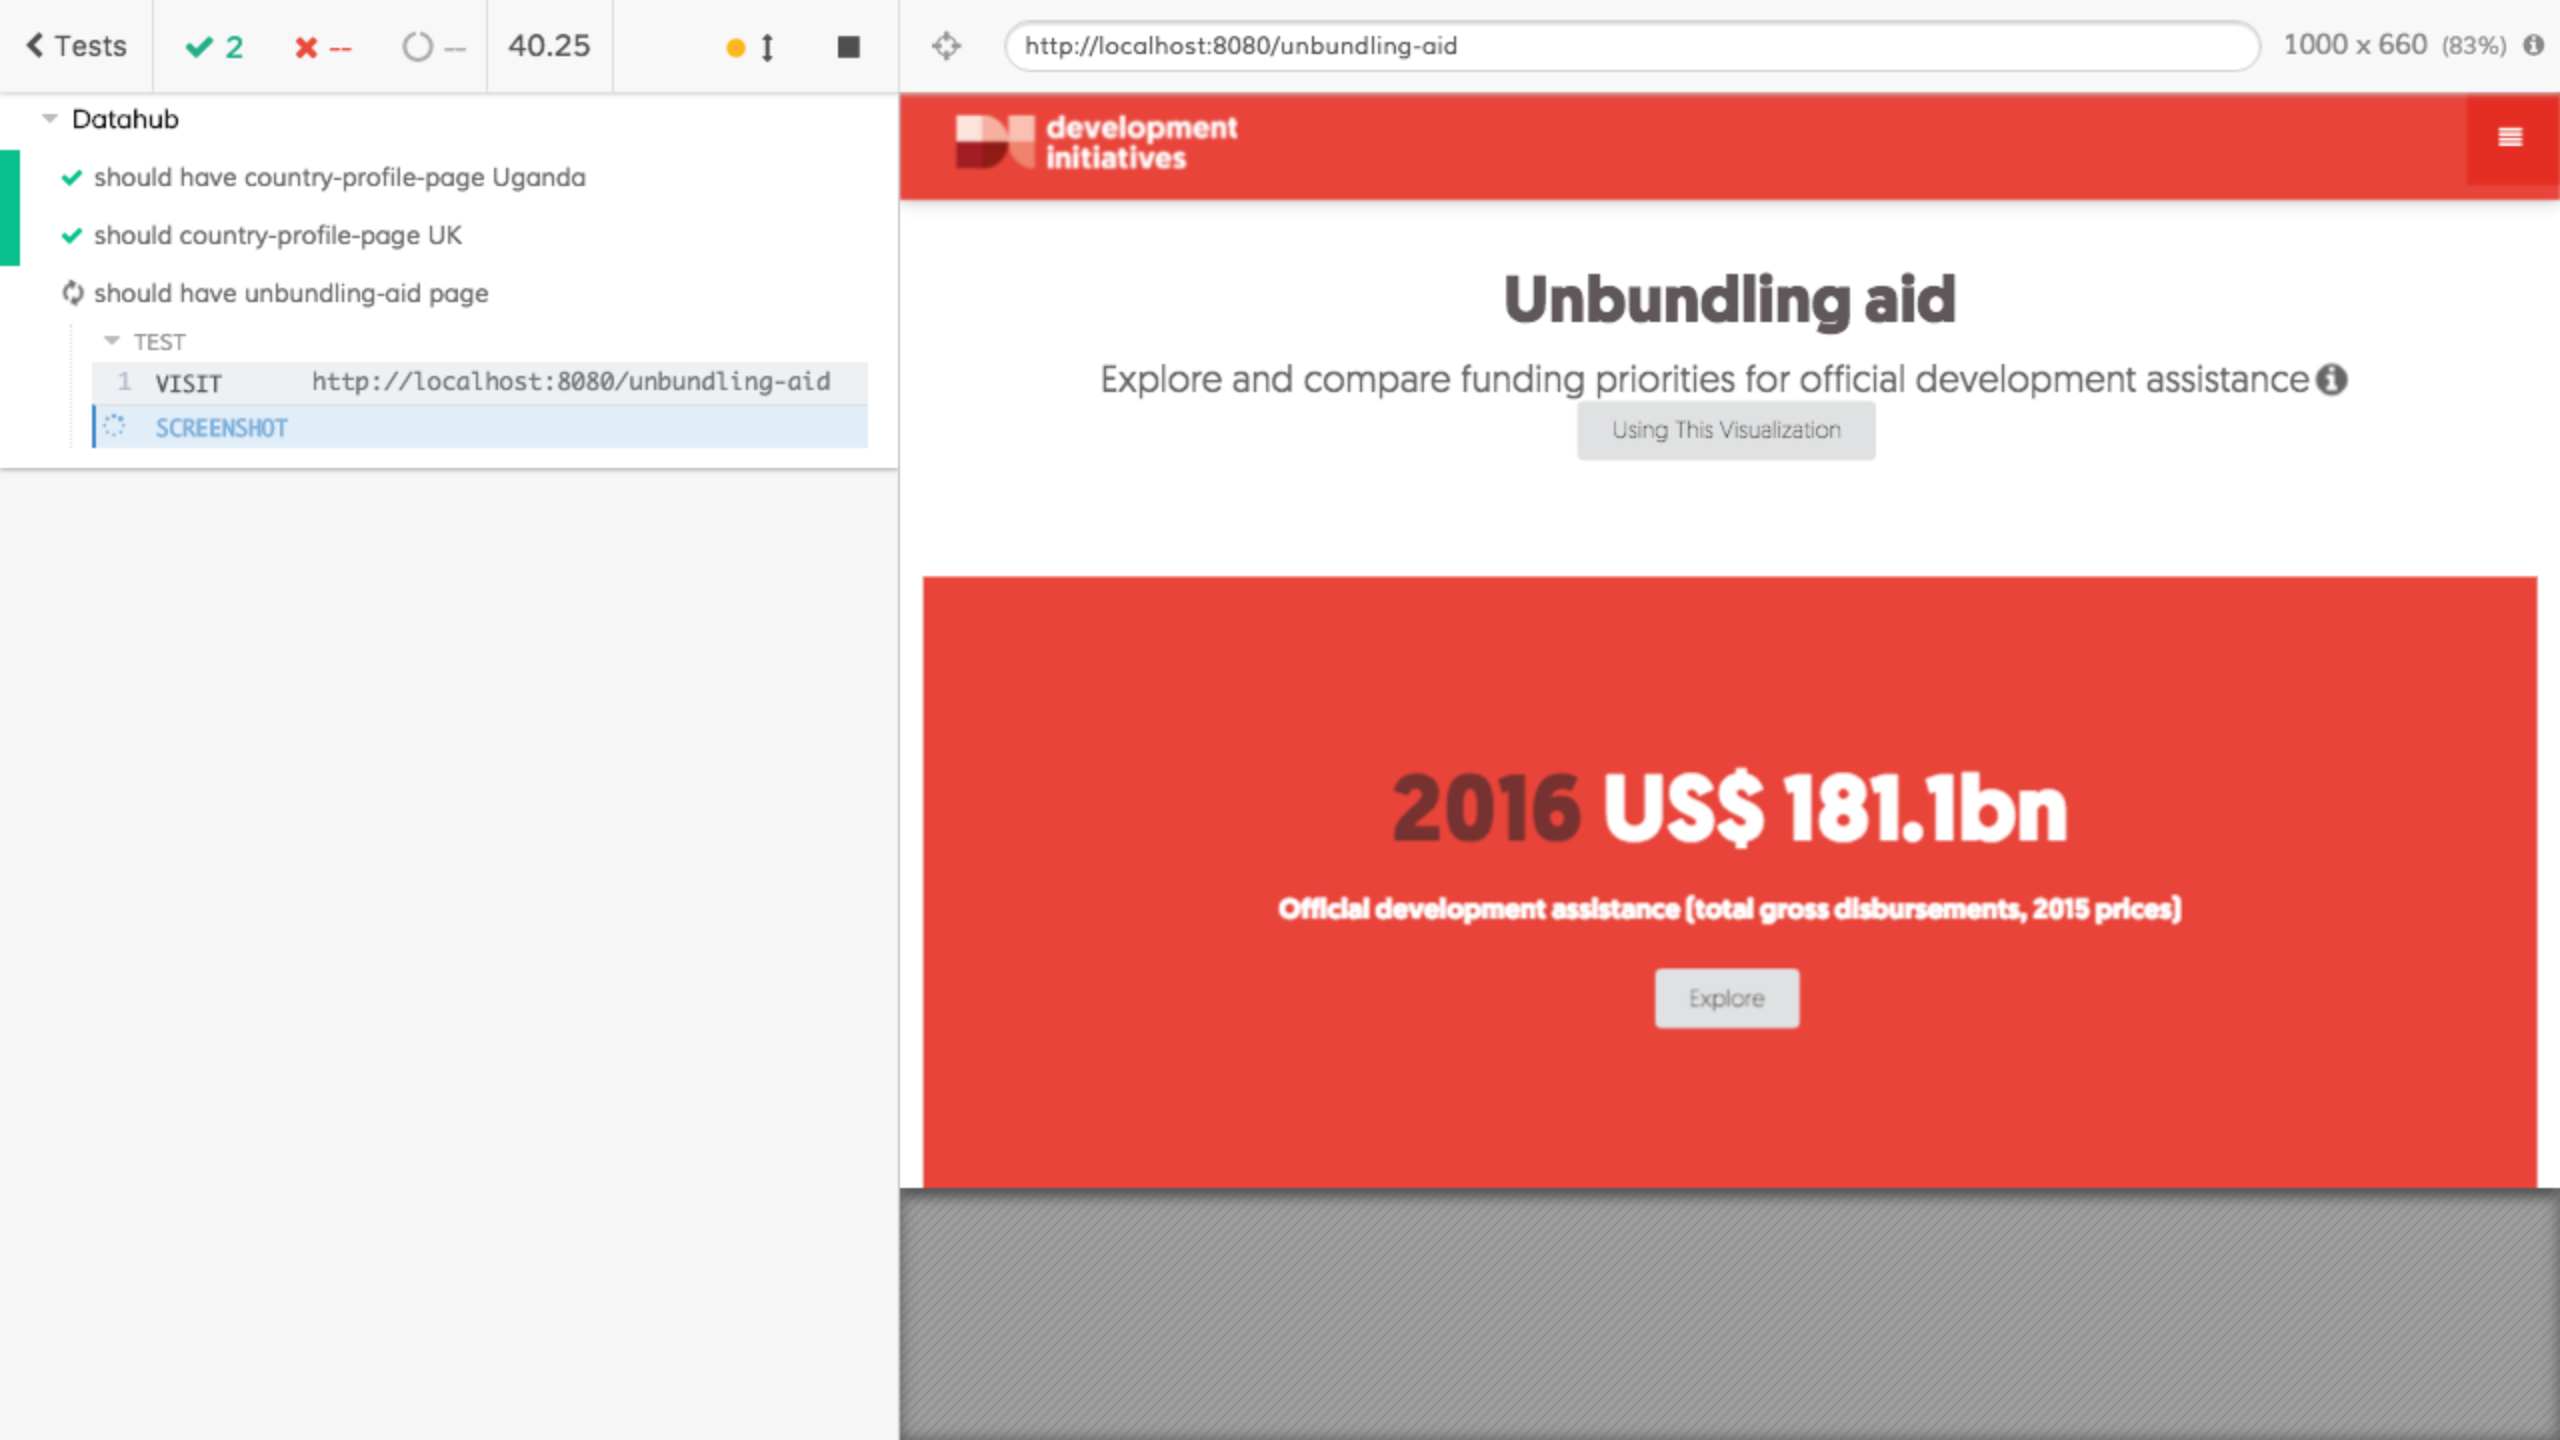 Tests
2
--
--
40.25
http://localhost:8080/unbundling-aid
1000 x 660 (83%)
Datahub
should have country-profile-page Uganda
should country-profile-page UK
should have unbundling-aid page
TEST
1 VISIT http://localhost:8080/unbundling-aid
SCREENSHOT
development
initiatives
Unbundling aid
Explore and compare funding priorities for official development assistance
Using This Visualization
2016 US$ 181.1bn
Official development assistance (total gross disbursements, 2015 prices)
Explore